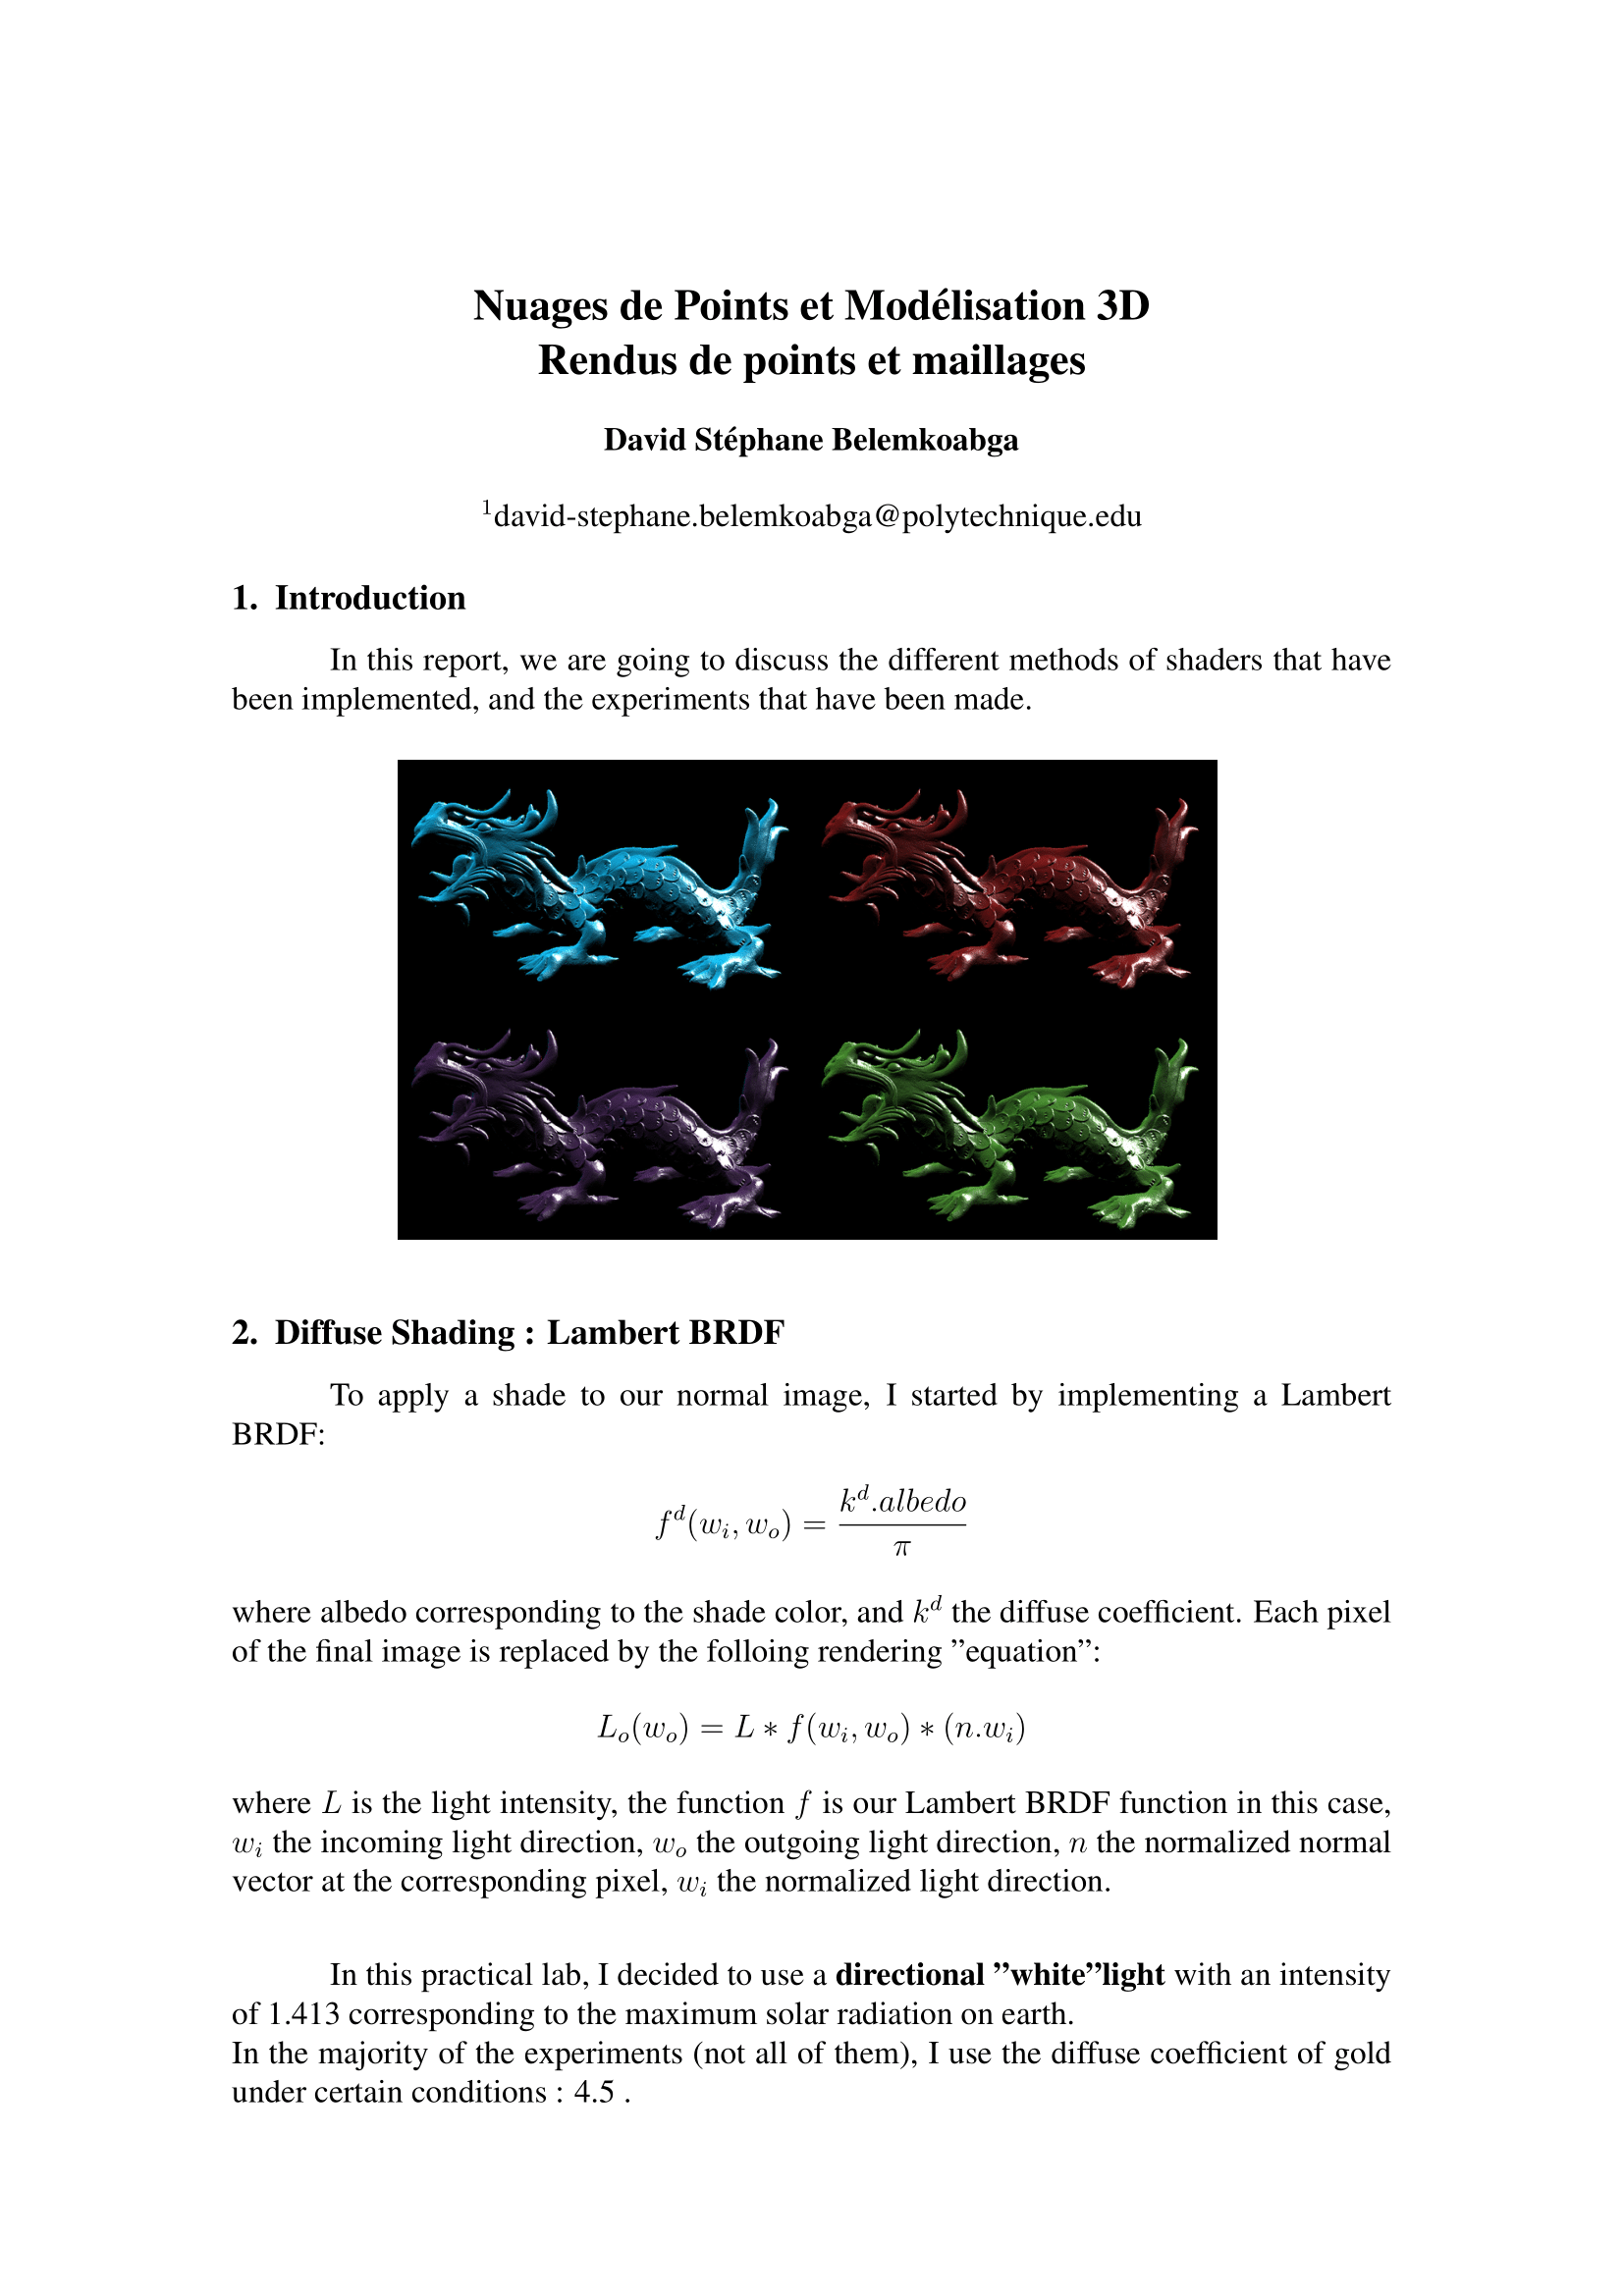 Nuages de Points et Modélisation 3D
Rendus de points et maillages
David Stéphane Belemkoabga
¹david-stephane.belemkoabga@polytechnique.edu
1. Introduction
In this report, we are going to discuss the different methods of shaders that have
been implemented, and the experiments that have been made.
2. Diffuse Shading : Lambert BRDF
To apply a shade to our normal image, I started by implementing a Lambert
BRDF:
$f^d(w_i, w_o) = \frac{k^d.albedo}{\pi}$
where albedo corresponding to the shade color, and $k^d$ the diffuse coefficient. Each pixel
of the final image is replaced by the folloing rendering ”equation”:
$L_o(w_o) = L * f(w_i, w_o) * (n.w_i)$
where $L$ is the light intensity, the function $f$ is our Lambert BRDF function in this case,
$w_i$ the incoming light direction, $w_o$ the outgoing light direction, $n$ the normalized normal
vector at the corresponding pixel, $w_i$ the normalized light direction.
In this practical lab, I decided to use a directional ”white”light with an intensity
of 1.413 corresponding to the maximum solar radiation on earth.
In the majority of the experiments (not all of them), I use the diffuse coefficient of gold
under certain conditions : 4.5 .